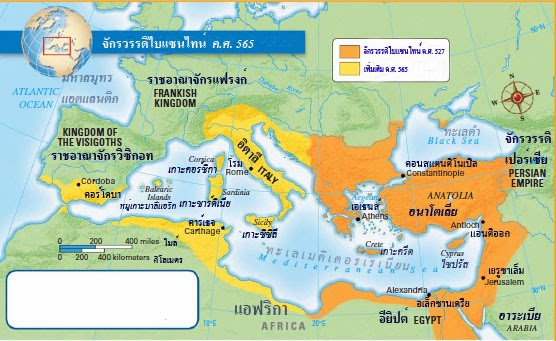 จักรวรรดิไบแซนไทน์ ค.ศ. 565
จักรวรรดิไบแซนไทน์ ค.ศ. 527
เพิ่มเติม ค.ศ. 565
มหาสมุทร
แอตแลนติก
ATLANTIC
OCEAN
ราชอาณาจักรแฟรงก์
FRANKISH
KINGDOM
KINGDOM OF
THE VISIGOTHS
ราชอาณาจักรวิซิกอท
Córdoba
คอร์โดบา
Balearic
Islands
หมู่เกาะบาลีแอริก
Corsica
เกาะคอร์ซิกา
Sardinia
เกาะซาร์ดิเนีย
โรม
Rome
อิตาลี
ITALY
Sicily
เกาะซิซิลี
คาร์เธจ
Carthage
ทะเลดำ
Black Sea
คอนสแตนติโนเปิล
Constantinople
จักรวรรดิ
เปอร์เซีย
PERSIAN
EMPIRE
ANATOLIA
อนาโตเลีย
Aegean
Sea
เอเธนส์
Athens
Antioch
แอนติออก
Crete
เกาะครีต
Cyprus
ไซปรัส
ทะเลเมดิเตอร์เรเนียน
Mediterranean Sea
เยรูซาเล็ม
Jerusalem
Alexandria
อเล็กซานเดรีย
อียิปต์ EGYPT
อาระเบีย
ARABIA
แอฟริกา
AFRICA
0 200 400 miles ไมล์
0 200 400 kilometers กิโลเมตร
10°E
20°E